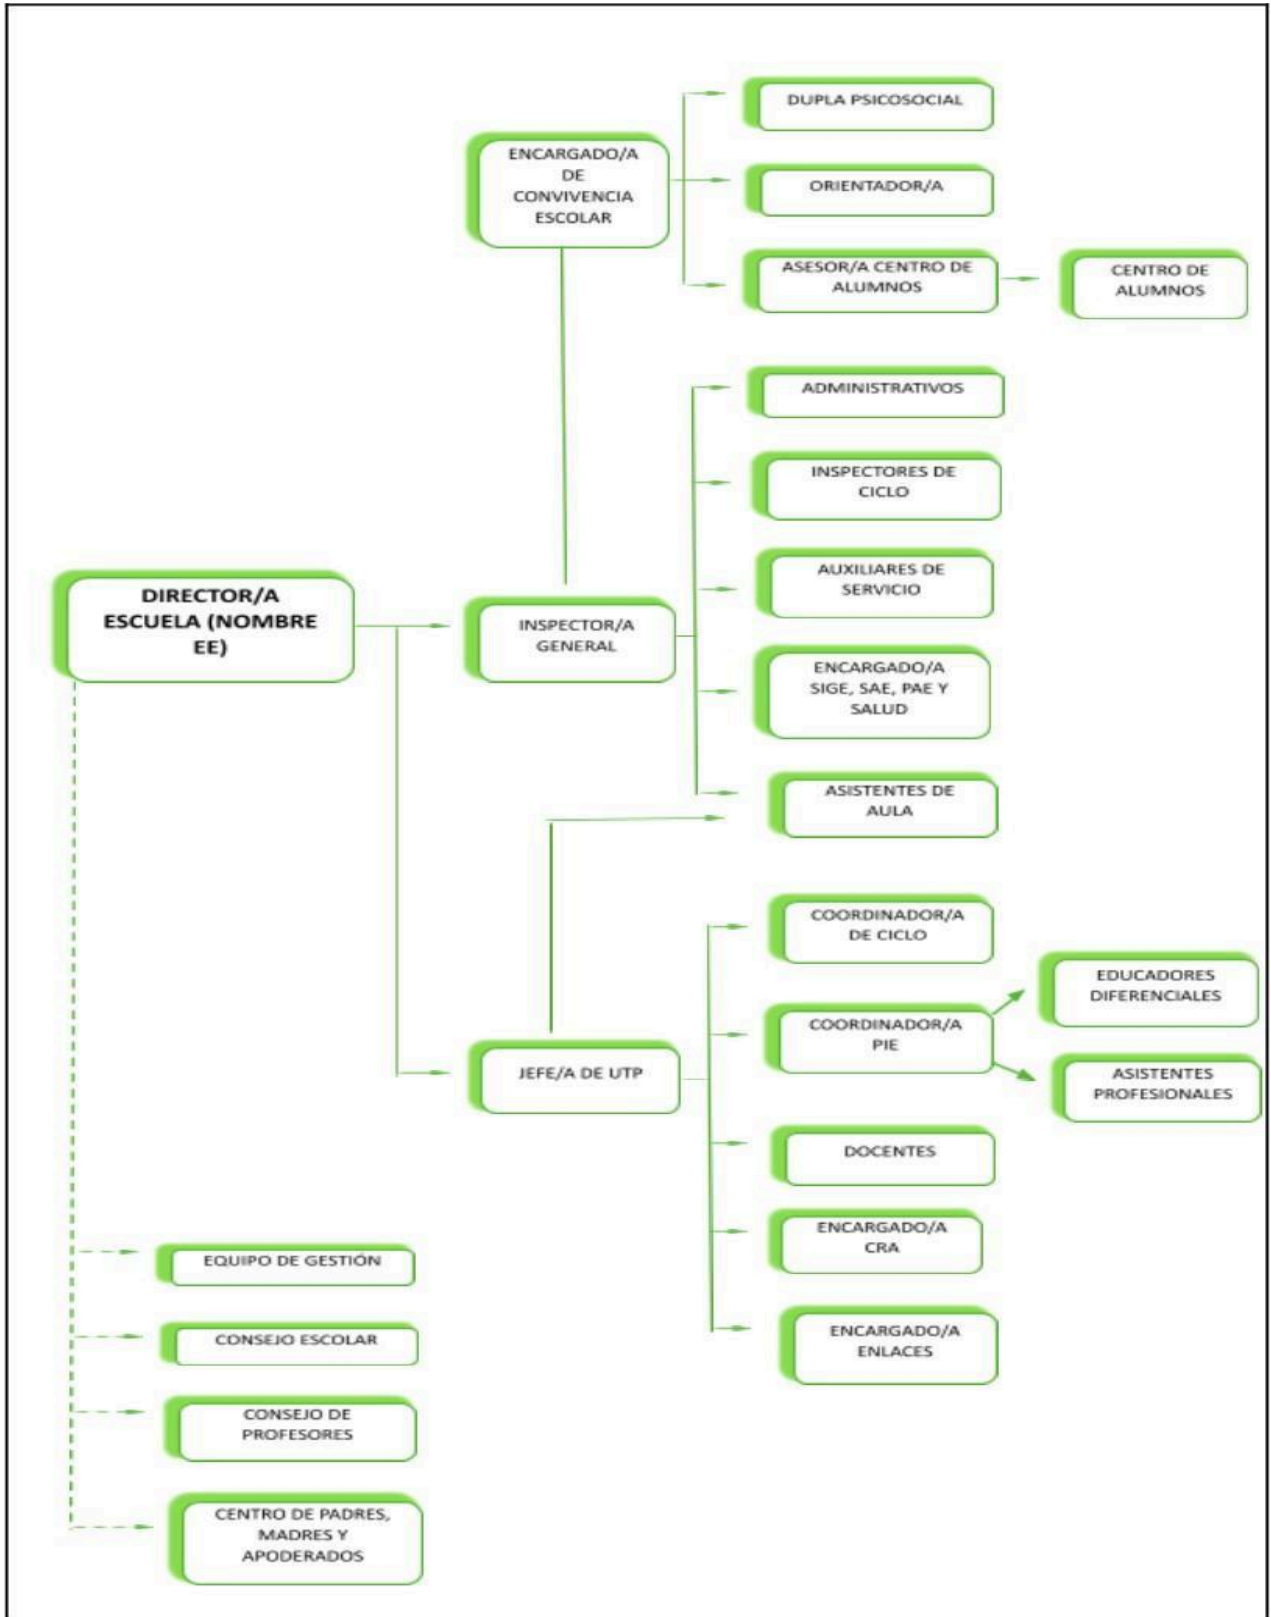 DUPLA PSICOSOCIAL
ENCARGADO/A
DE
CONVIVENCIA
ESCOLAR
ORIENTADOR/A
ASESOR/A CENTRO DE
ALUMNOS
CENTRO DE
ALUMNOS
ADMINISTRATIVOS
INSPECTORES DE
CICLO
AUXILIARES DE
SERVICIO
DIRECTOR/A
ESCUELA (NOMBRE
EE)
INSPECTOR/A
GENERAL
ENCARGADO/A
SIGE, SAE, PAE Y
SALUD
ASISTENTES DE
AULA
COORDINADOR/A
DE CICLO
EDUCADORES
DIFERENCIALES
COORDINADOR/A
PIE
JEFE/A DE UTP
ASISTENTES
PROFESIONALES
DOCENTES
ENCARGADO/A
CRA
EQUIPO DE GESTIÓN
ENCARGADO/A
ENLACES
CONSEJO ESCOLAR
CONSEJO DE
PROFESORES
CENTRO DE PADRES,
MADRES Y
APODERADOS